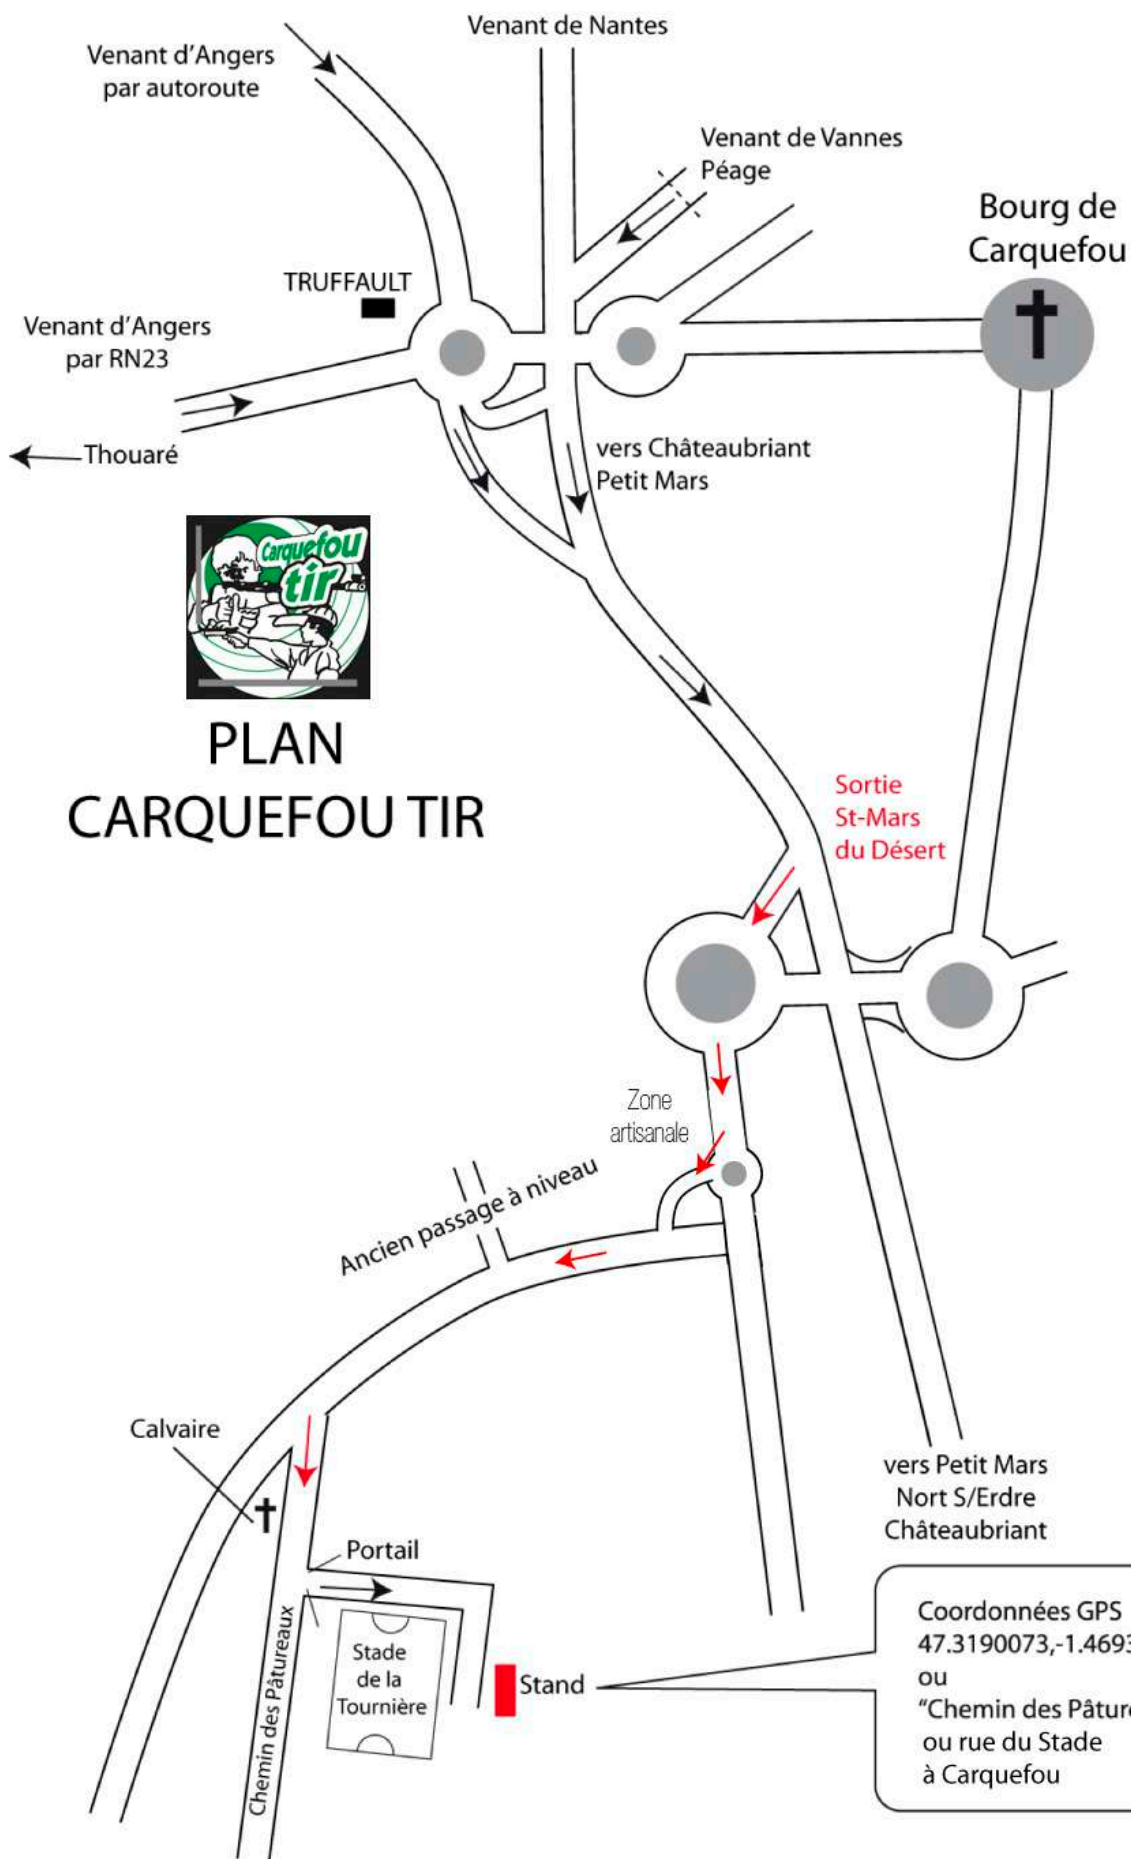 Venant de Nantes
Venant d'Angers
par autoroute
Venant de Vannes
Péage
Bourg de
Carquefou
TRUFFAULT
Venant d'Angers
par RN23
Thouaré
vers Châteaubriant
Petit Mars
Carquefou
tir
PLAN
CARQUEFOU TIR
Sortie
St-Mars
du Désert
Zone
artisanale
Ancien passage à niveau
Calvaire
vers Petit Mars
Nort S/Erdre
Châteaubriant
Portail
Chemin des Pâtureaux
Stade
de la
Tournière
Stand
Coordonnées GPS
47.3190073,-1.4693
ou
"Chemin des Pâture
ou rue du Stade
à Carquefou